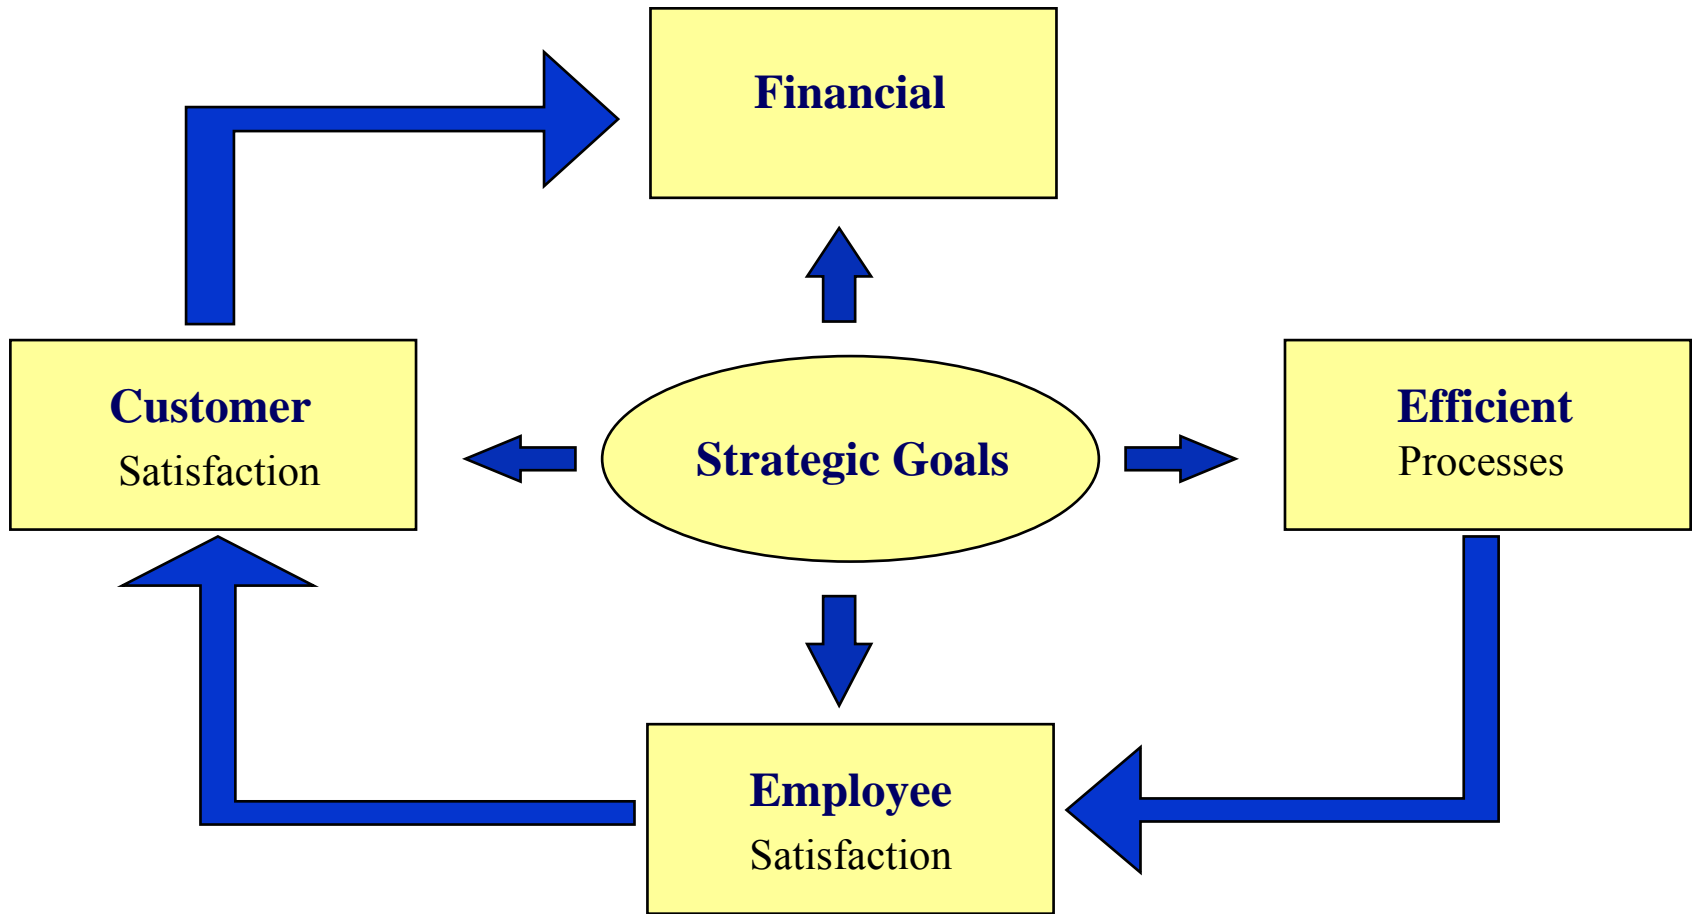 Financial
Customer
Satisfaction
Strategic Goals
Efficient
Processes
Employee
Satisfaction